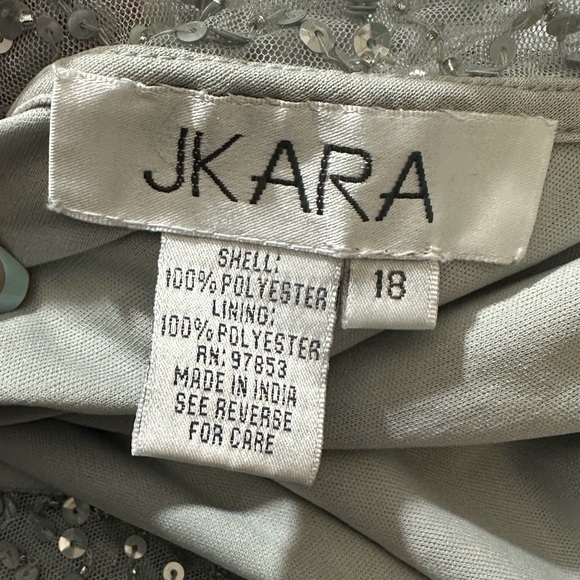 JKARA
18
SHELL:
100% POLYESTER
LINING:
100% POLYESTER
RN: 97853
MADE IN INDIA
SEE REVERSE
FOR CARE